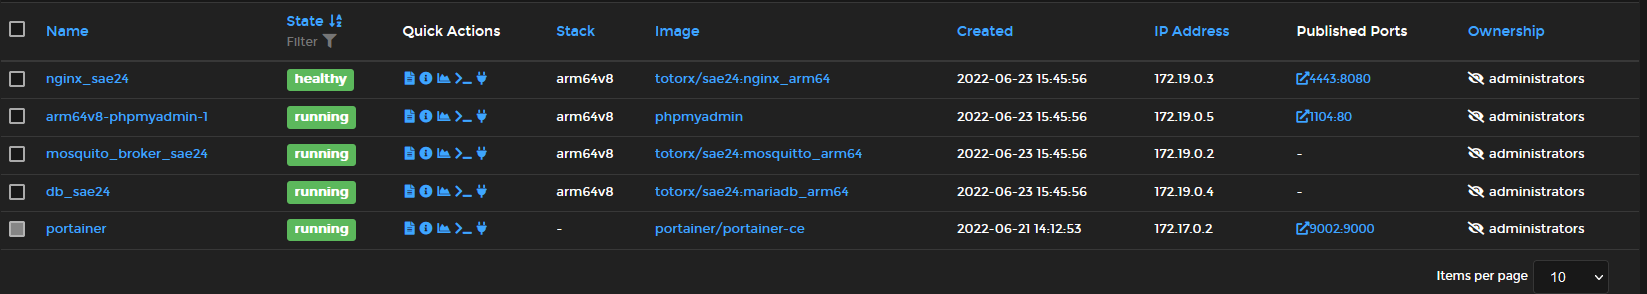 Name State Filter Quick Actions Stack Image Created IP Address Published Ports Ownership
nginx_sae24 healthy arm64v8 totorx/sae24:nginx_arm64 2022-06-23 15:45:56 172.19.0.3 4443:8080 administrators
arm64v8-phpmyadmin-1 running arm64v8 phpmyadmin 2022-06-23 15:45:56 172.19.0.5 1104:80 administrators
mosquito_broker_sae24 running arm64v8 totorx/sae24:mosquitto_arm64 2022-06-23 15:45:56 172.19.0.2 - administrators
db_sae24 running arm64v8 totorx/sae24:mariadb_arm64 2022-06-23 15:45:56 172.19.0.4 - administrators
portainer running - portainer/portainer-ce 2022-06-21 14:12:53 172.17.0.2 9002:9000 administrators
Items per page 10